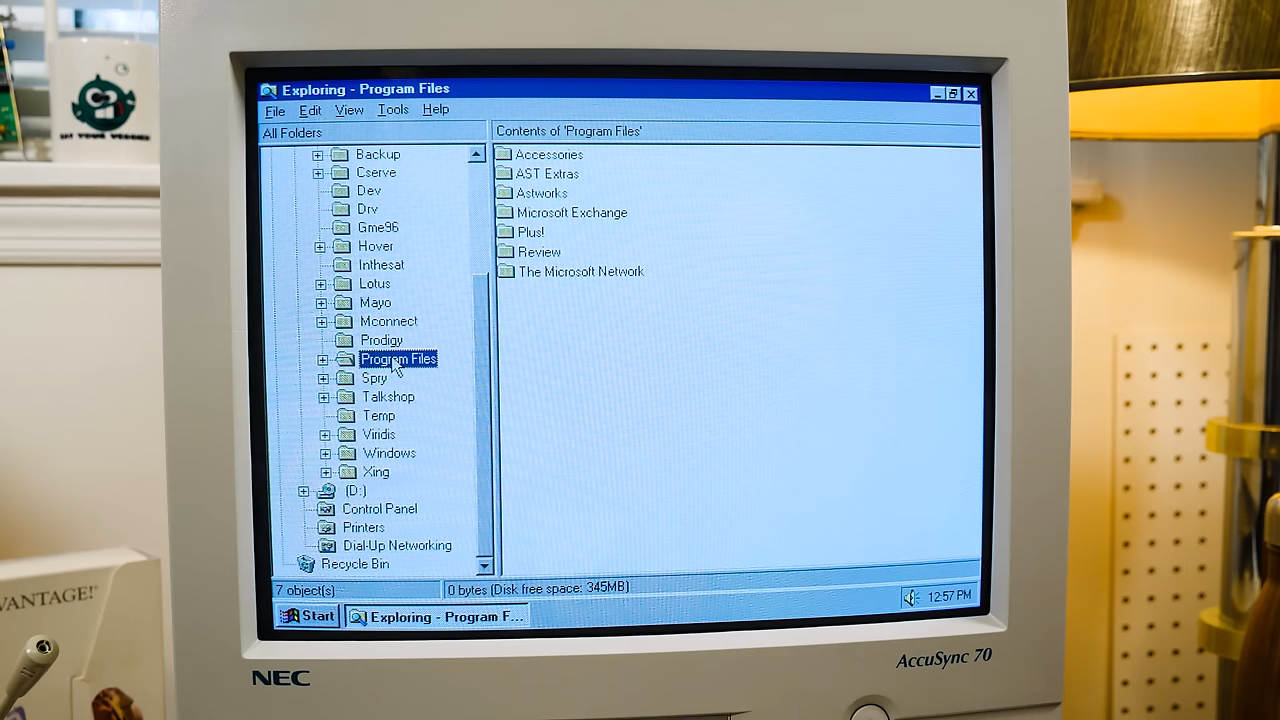 Exploring - Program Files
File Edit View Tools Help
All Folders
Contents of 'Program Files'
Backup
Cserve
Dev
Drv
Gme96
Hover
Inthesat
Lotus
Mayo
Mconnect
Prodigy
Program Files
Spry
Talkshop
Temp
Viridis
Windows
Xing
(D:)
Control Panel
Printers
Dial-Up Networking
Recycle Bin
Accessories
AST Extras
Astworks
Microsoft Exchange
Plus!
Review
The Microsoft Network
7 object(s)
0 bytes (Disk free space: 345MB)
Start
Exploring - Program F...
12:57 PM
NEC
AccuSync 70
VANTAGE!